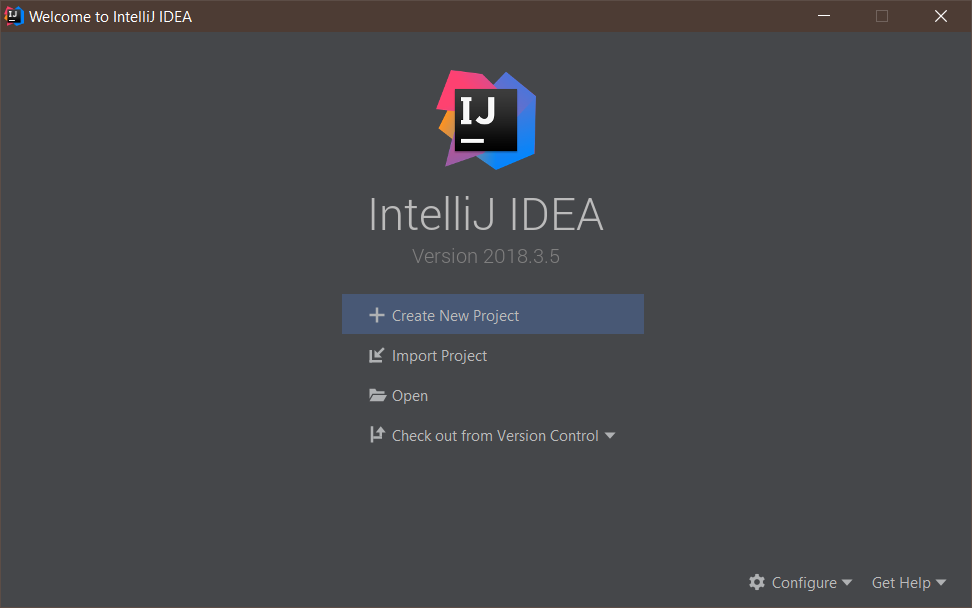 Welcome to IntelliJ IDEA
IJ
IntelliJ IDEA
Version 2018.3.5
Create New Project
Import Project
Open
Check out from Version Control
Configure
Get Help